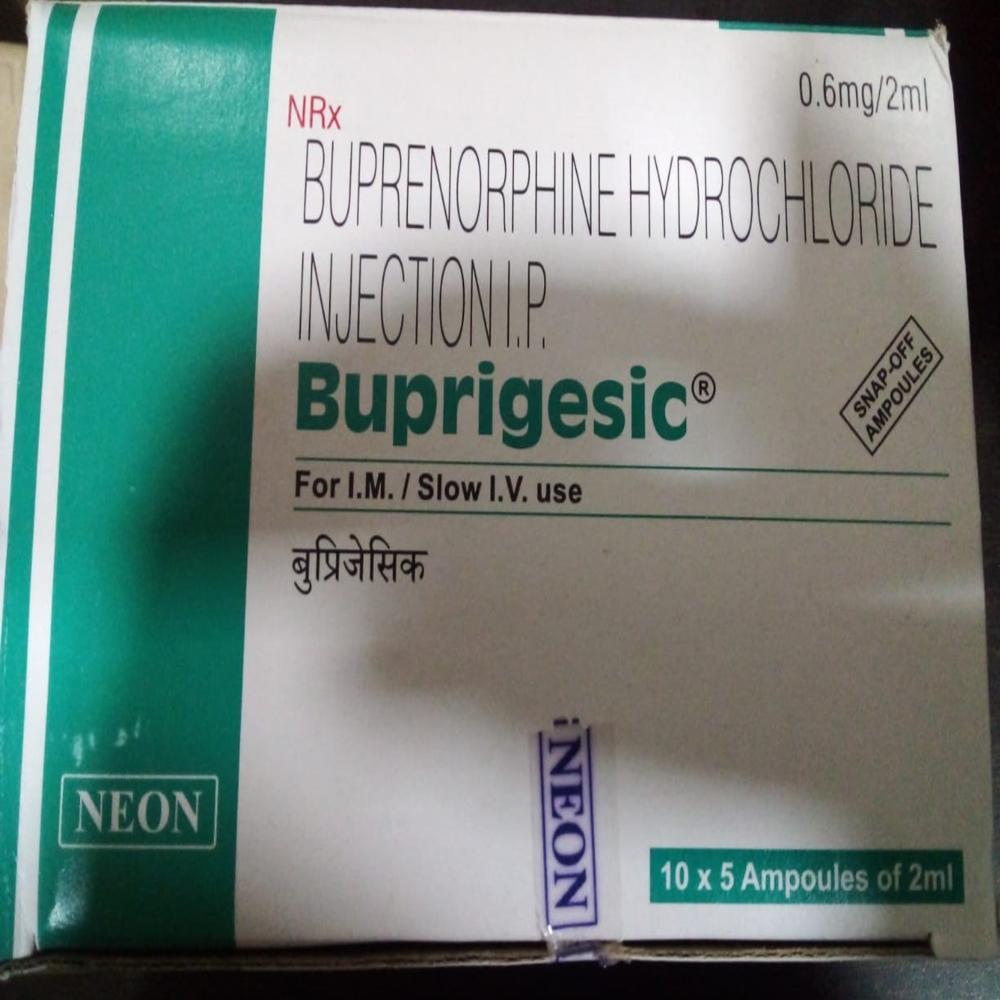 0.6mg/2ml
NRx
BUPRENORPHINE HYDROCHLORIDE
INJECTION I.P.
Buprigesic®
SNAP-OFF
AMPOULES
For I.M. / Slow I.V. use
बुप्रिजेसिक
NEON
NEON
10 x 5 Ampoules of 2ml